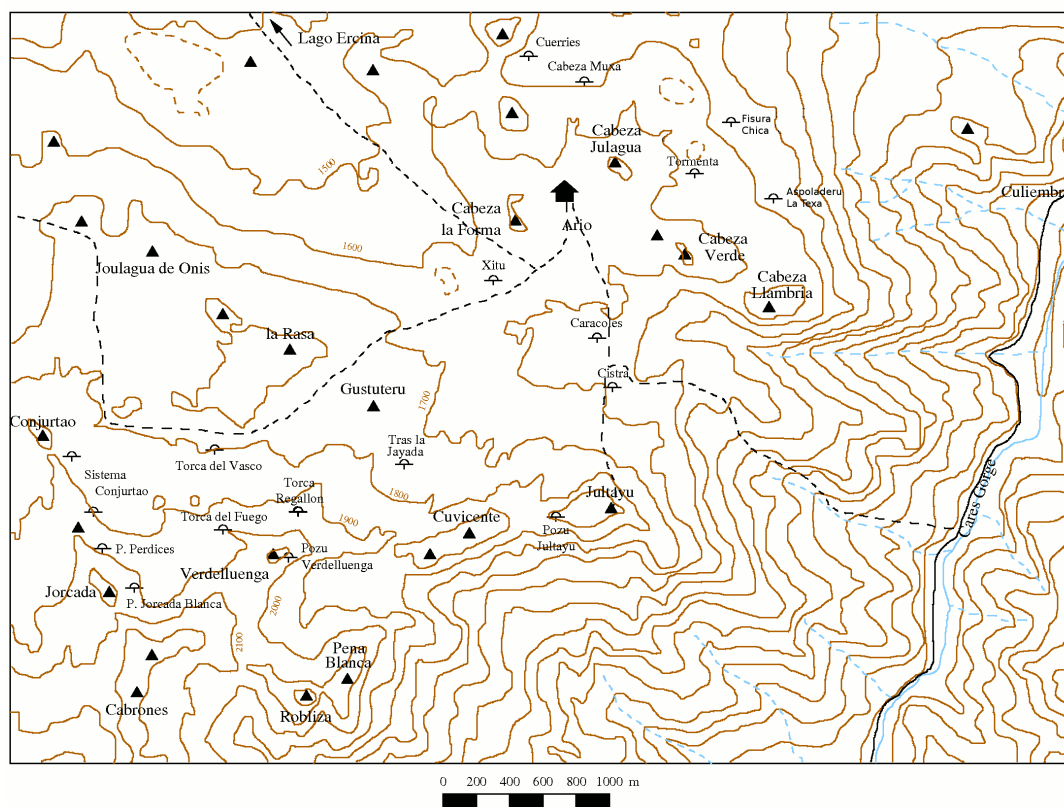 Lago Ercina
Cuerries
Cabeza Muxa
Fisura
Chica
Cabeza
Julagua
Tormenta
1500
Aspoladeru
La Texa
Culiembr
Cabeza
la Forma
Ario
1600
Cabeza
Verde
Joulagua de Onis
Xitu
Cabeza
Llambria
la Rasa
Caracoles
Cistra
Gustuteru
1700
Conjurtao
Tras la
Jayada
Torca del Vasco
Sistema
Conjurtao
Torca
Regallon
1800
Jultayu
Cares Gorge
Torca del Fuego
1900
Cuvicente
Pozu
Jultayu
P. Perdices
Pozu
Verdelluenga
Verdelluenga
Jorcada
P. Jorcada Blanca
2000
2100
Pena
Blanca
Cabrones
Robliza
0 200 400 600 800 1000 m